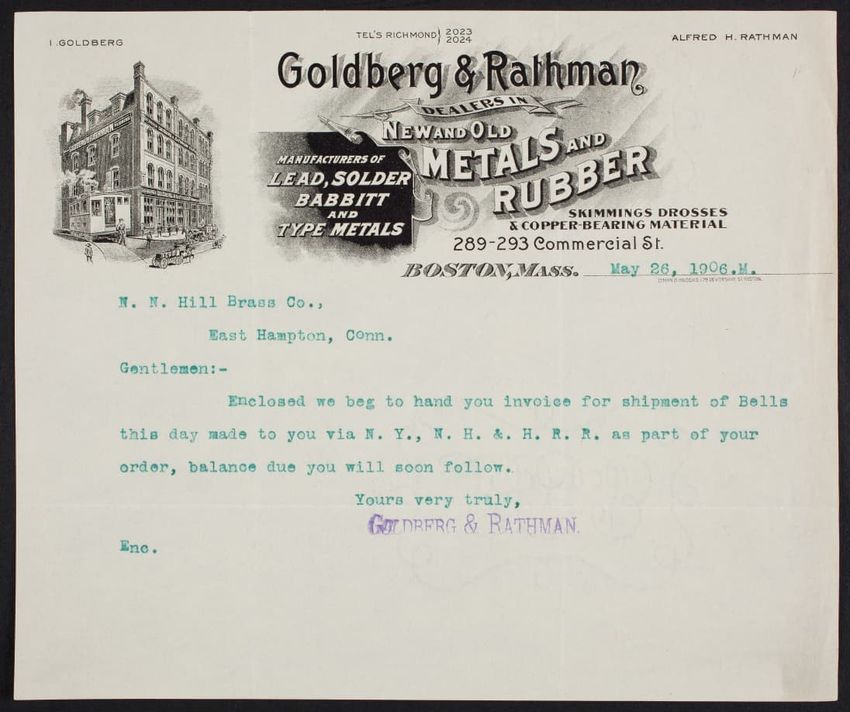 I. GOLDBERG
TEL'S RICHMOND} 2023
2024
ALFRED H. RATHMAN
Goldberg & Rathman
DEALERS IN
NEW AND OLD
METALS AND
RUBBER
MANUFACTURERS OF
LEAD, SOLDER
BABBITT
AND
TYPE METALS
SKIMMINGS DROSSES
& COPPER-BEARING MATERIAL
289-293 Commercial St.
BOSTON, MASS. May 26, 1906.M.
N. N. Hill Brass Co.,
East Hampton, Conn.
Gentlemen:-
Enclosed we beg to hand you invoice for shipment of Bells
this day made to you via N. Y., N. H. &. H. R. R. as part of your
order, balance due you will soon follow.
Yours very truly,
GOLDBERG & RATHMAN.
Enc.